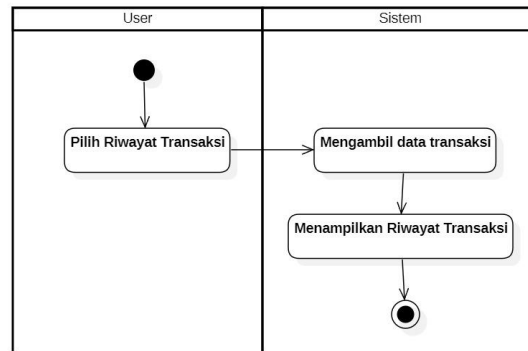 User
Sistem
Pilih Riwayat Transaksi
Mengambil data transaksi
Menampilkan Riwayat Transaksi